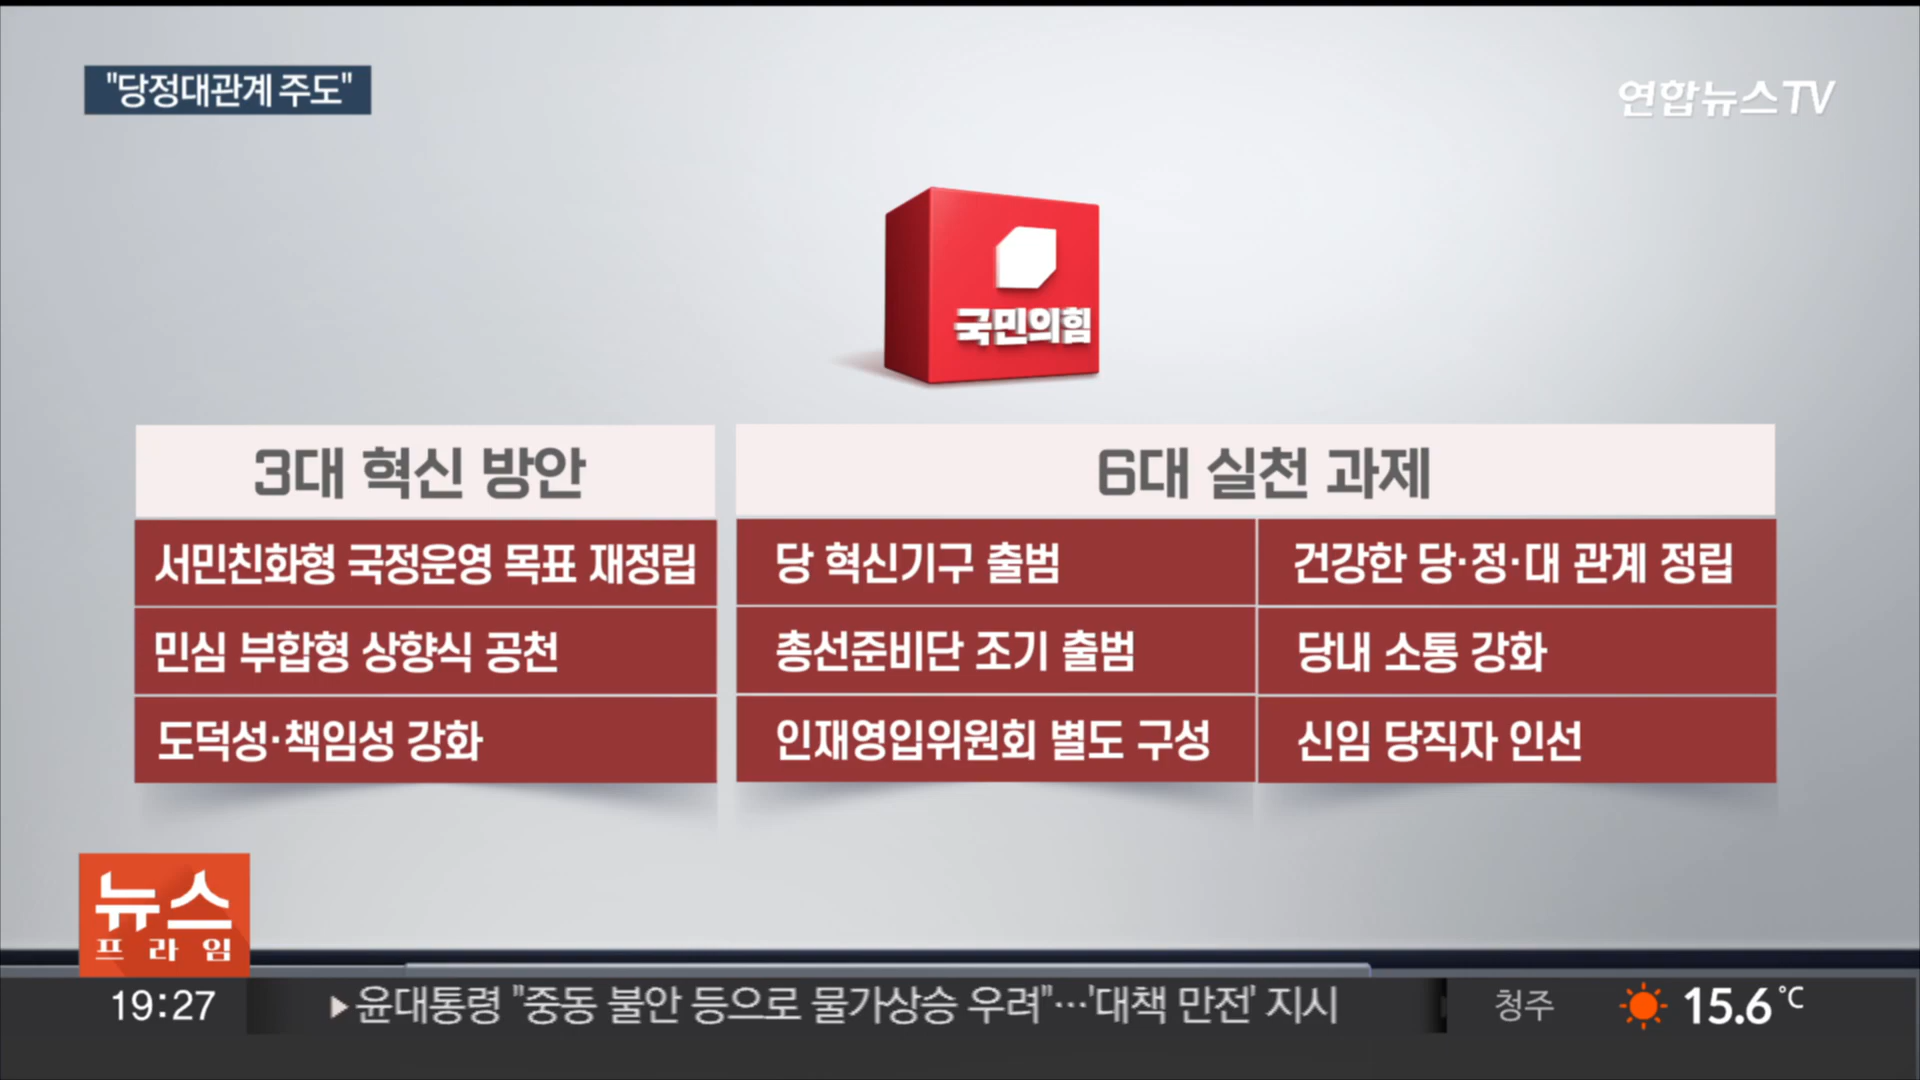 "당정대관계 주도"
연합뉴스TV
국민의힘
3대 혁신 방안
서민친화형 국정운영 목표 재정립
민심 부합형 상향식 공천
도덕성·책임성 강화
6대 실천 과제
당 혁신기구 출범
건강한 당·정·대 관계 정립
총선준비단 조기 출범
당내 소통 강화
인재영입위원회 별도 구성
신임 당직자 인선
뉴스
프라임
19:27
▶윤대통령 "중동 불안 등으로 물가상승 우려"…'대책 만전' 지시
청주
15.6℃